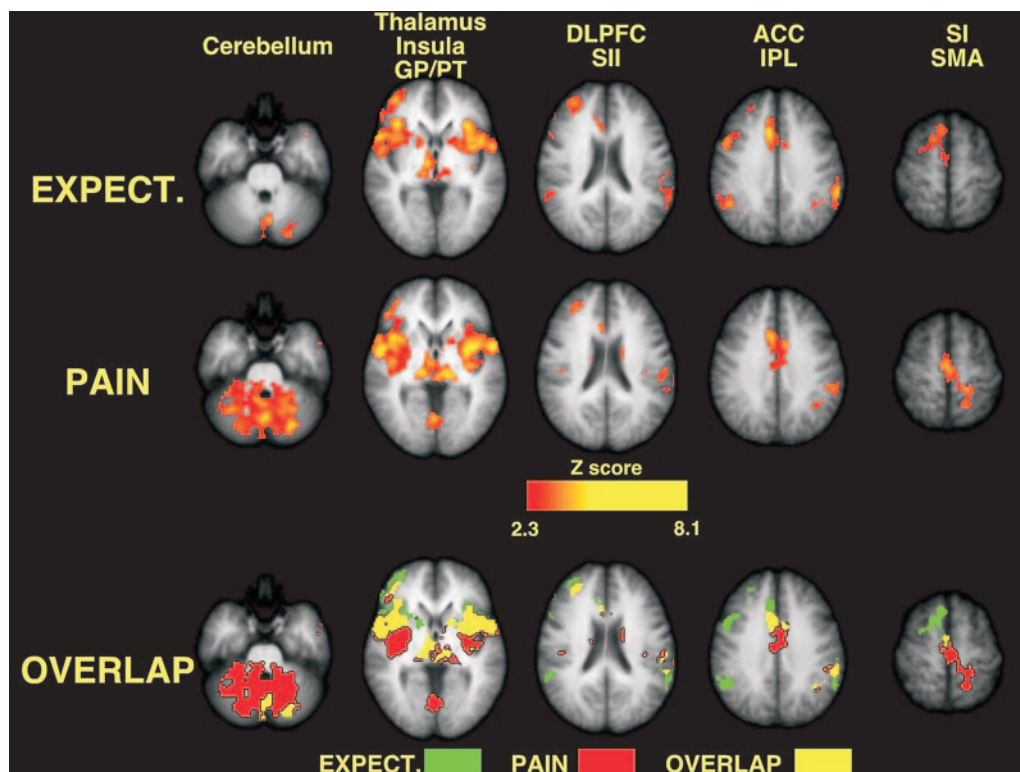 Cerebellum
Thalamus
Insula
GP/PT
DLPFC
SII
ACC
IPL
SI
SMA
EXPECT.
PAIN
Z score
2.3
8.1
OVERLAP
EXPECT.
PAIN
OVERLAP